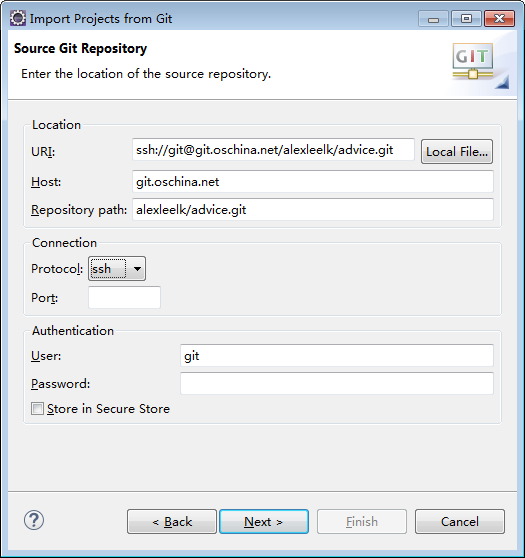 Import Projects from Git
Source Git Repository
Enter the location of the source repository.
GIT
Location
URI: ssh://git@git.oschina.net/alexleelk/advice.git Local File...
Host: git.oschina.net
Repository path: alexleelk/advice.git
Connection
Protocol: ssh
Port:
Authentication
User: git
Password:
Store in Secure Store
? < Back Next > Finish Cancel